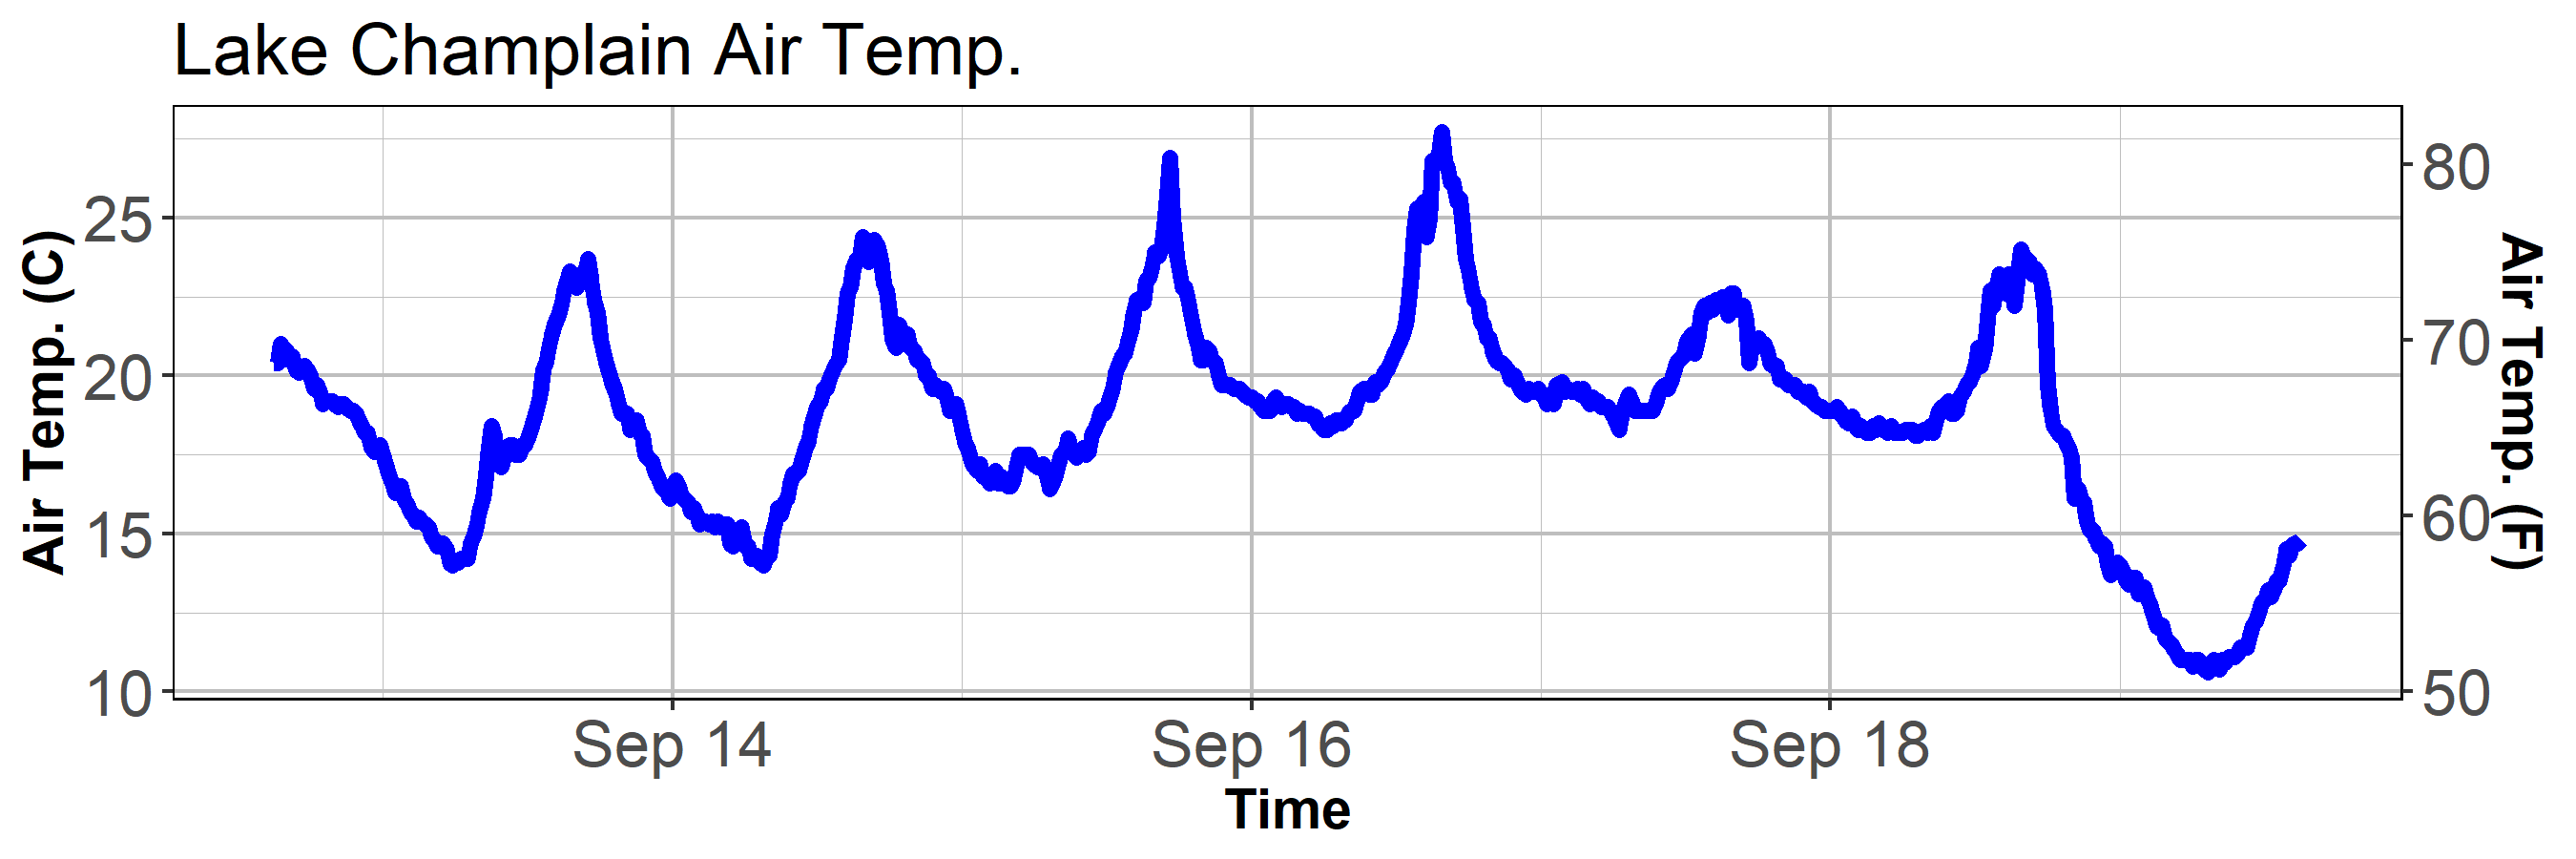 Lake Champlain Air Temp.
Air Temp. (C)
25
20
15
10
80
70
60
50
Air Temp. (F)
Sep 14
Sep 16
Sep 18
Time